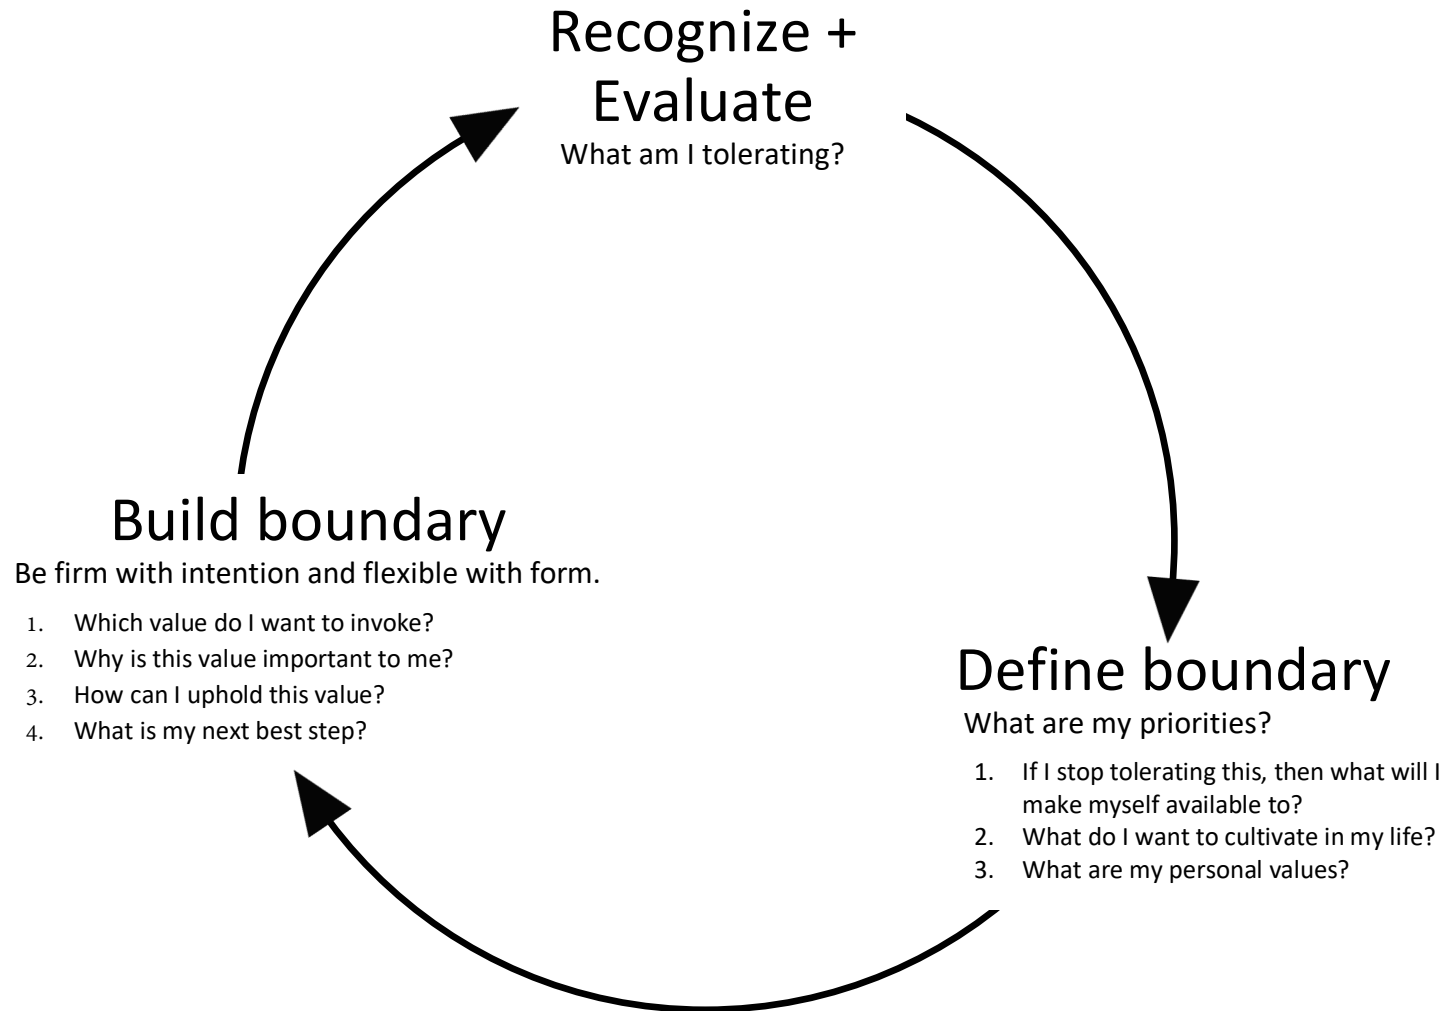 Recognize +
Evaluate
What am I tolerating?
Build boundary
Be firm with intention and flexible with form.
1. Which value do I want to invoke?
2. Why is this value important to me?
3. How can I uphold this value?
4. What is my next best step?
Define boundary
What are my priorities?
1. If I stop tolerating this, then what will I
make myself available to?
2. What do I want to cultivate in my life?
3. What are my personal values?